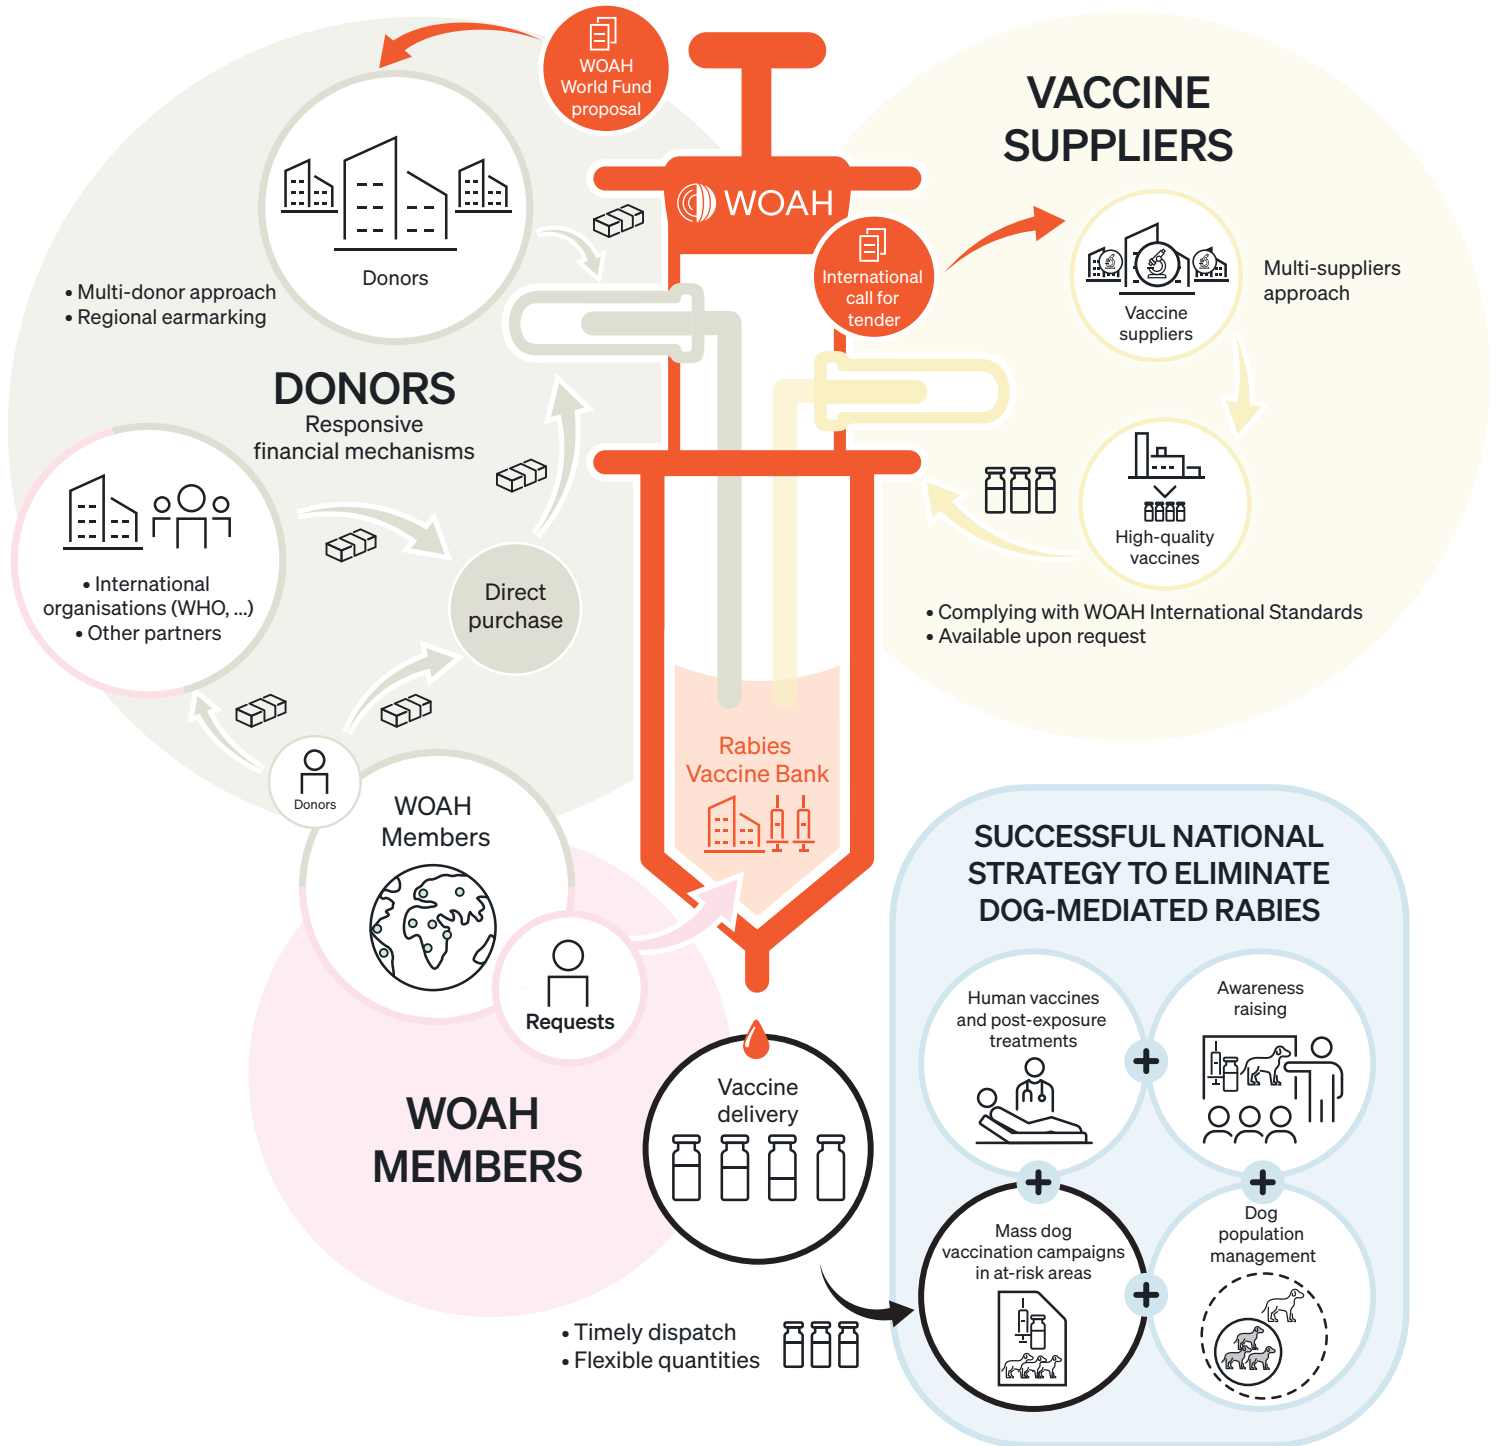 WOAH
World Fund
proposal
Donors
• Multi-donor approach
• Regional earmarking
DONORS
Responsive
financial mechanisms
• International
organisations (WHO, ...)
• Other partners
Direct
purchase
Donors
WOAH
Members
Requests
WOAH
MEMBERS
WOAH
International
call for
tender
VACCINE
SUPPLIERS
Vaccine
suppliers
Multi-suppliers
approach
High-quality
vaccines
• Complying with WOAH International Standards
• Available upon request
Rabies
Vaccine Bank
Vaccine
delivery
• Timely dispatch
• Flexible quantities
SUCCESSFUL NATIONAL
STRATEGY TO ELIMINATE
DOG-MEDIATED RABIES
Human vaccines
and post-exposure
treatments
+
Awareness
raising
+
+
Mass dog
vaccination campaigns
in at-risk areas
+
Dog
population
management